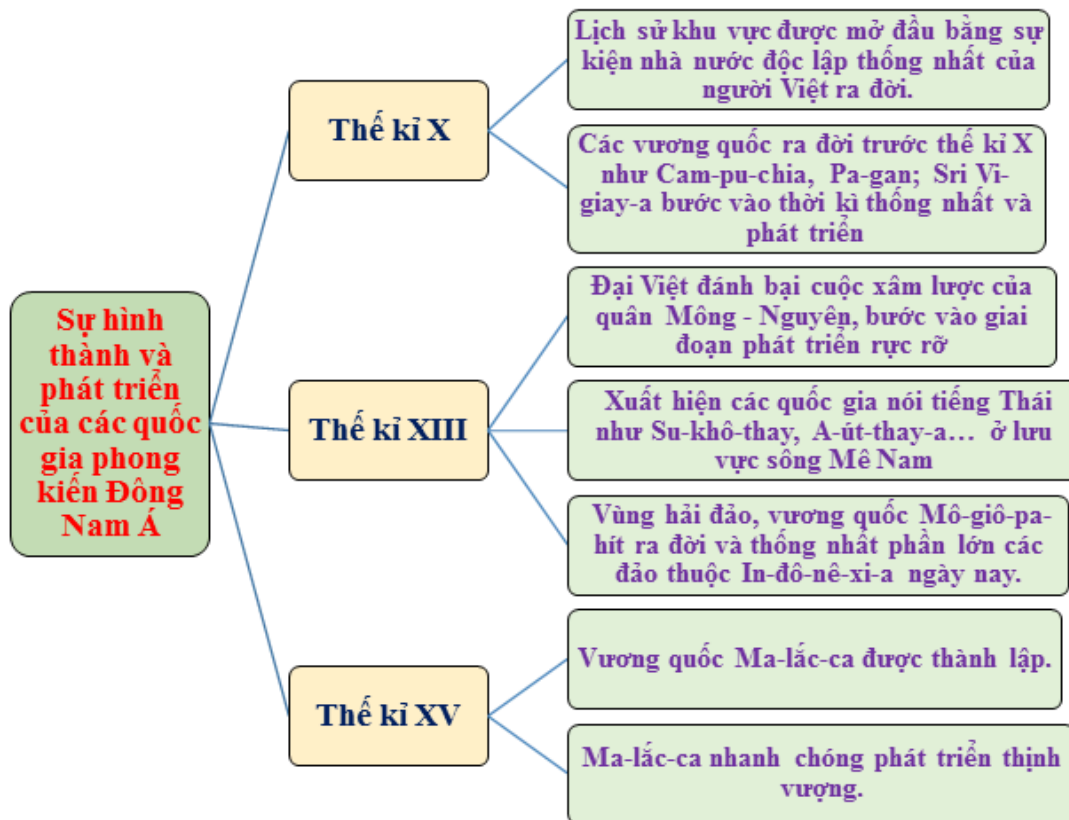 Sự hình
thành và
phát triển
của các quốc
gia phong
kiến Đông
Nam Á
Thế kỉ X
Lịch sử khu vực được mở đầu bằng sự
kiện nhà nước độc lập thống nhất của
người Việt ra đời.
Các vương quốc ra đời trước thế kỉ X
như Cam-pu-chia, Pa-gan; Sri Vi-
giay-a bước vào thời kì thống nhất và
phát triển
Thế kỉ XIII
Đại Việt đánh bại cuộc xâm lược của
quân Mông - Nguyên, bước vào giai
đoạn phát triển rực rỡ
Xuất hiện các quốc gia nói tiếng Thái
như Su-khô-thay, A-út-thay-a… ở lưu
vực sông Mê Nam
Vùng hải đảo, vương quốc Mô-giô-pa-
hít ra đời và thống nhất phần lớn các
đảo thuộc In-đô-nê-xi-a ngày nay.
Thế kỉ XV
Vương quốc Ma-lắc-ca được thành lập.
Ma-lắc-ca nhanh chóng phát triển thịnh
vượng.